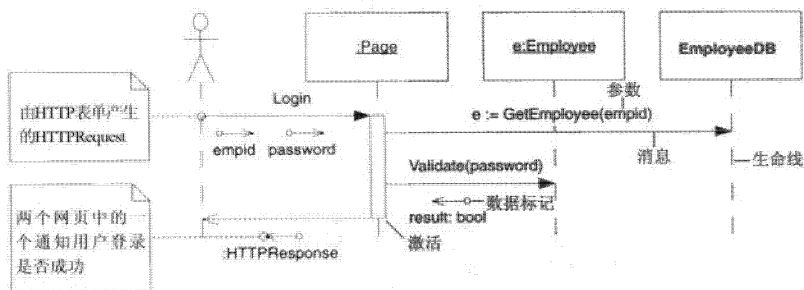 :Page
e:Employee
EmployeeDB
由HTTP表单产生
的HTTPRequest
Login
empid
password
参数
e := GetEmployee(empid)
消息
生命线
Validate(password)
数据标记
result: bool
激活
两个网页中的一
个通知用户登录
是否成功
:HTTPResponse